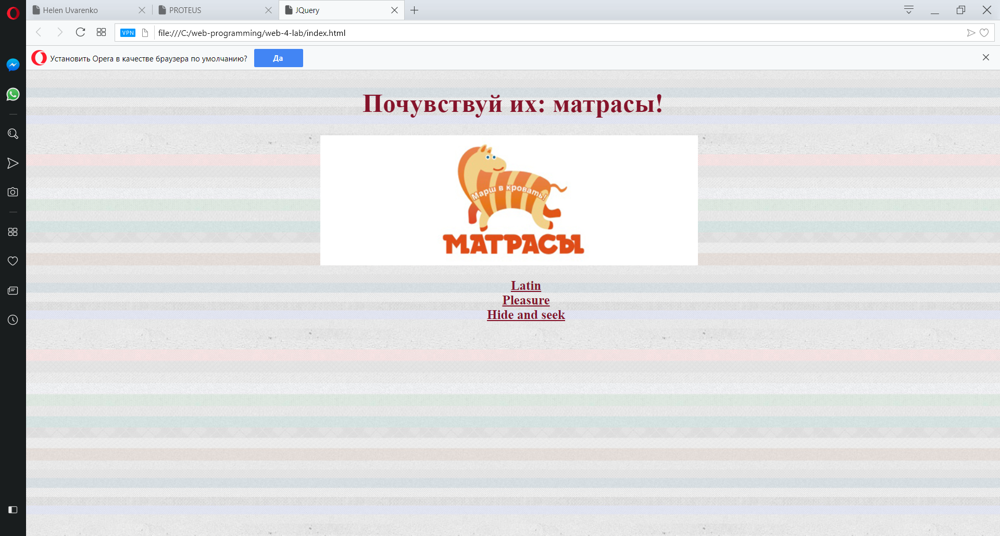 Helen Uvarenko
PROTEUS
JQuery
VPN
file:///C:/web-programming/web-4-lab/index.html
Установить Opera в качестве браузера по умолчанию?
Да
Почувствуй их: матрасы!
Марш в кровать!
МАТРАСЫ
Latin
Pleasure
Hide and seek